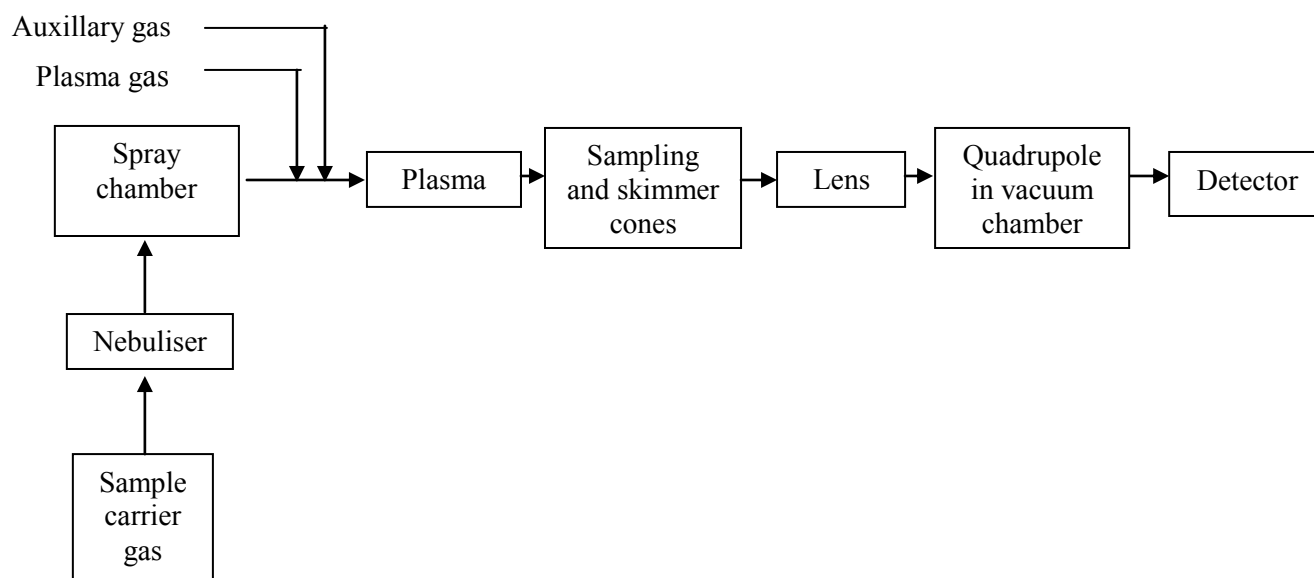 Auxillary gas
Plasma gas
Spray
chamber
Plasma
Sampling
and skimmer
cones
Lens
Quadrupole
in vacuum
chamber
Detector
Nebuliser
Sample
carrier
gas